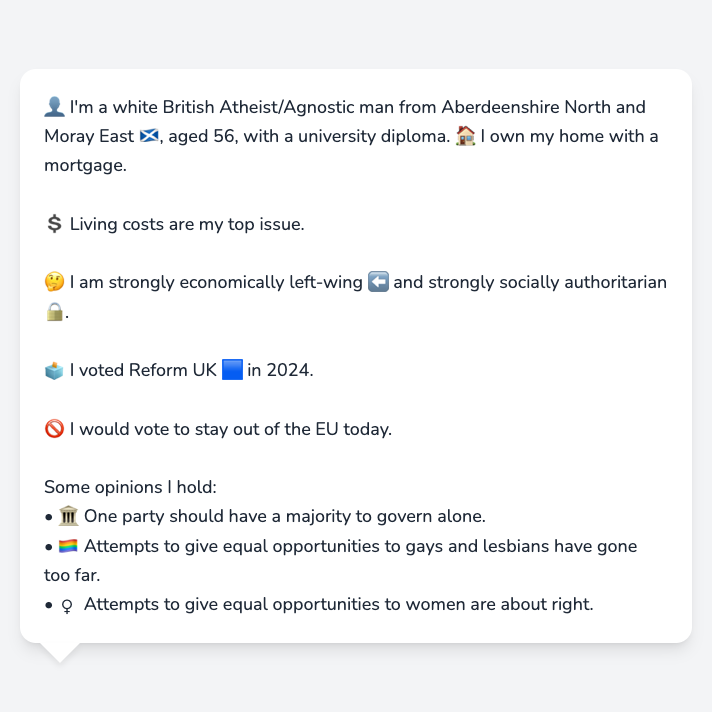 👤 I'm a white British Atheist/Agnostic man from Aberdeenshire North and
Moray East 🏴󠁧󠁢󠁳󠁣󠁴󠁿, aged 56, with a university diploma. 🏠 I own my home with a
mortgage.
💲 Living costs are my top issue.
🤔 I am strongly economically left-wing ⬅️ and strongly socially authoritarian
🔒.
🗳️ I voted Reform UK 🟦 in 2024.
🚫 I would vote to stay out of the EU today.
Some opinions I hold:
• 🏛️ One party should have a majority to govern alone.
• 🏳️‍🌈 Attempts to give equal opportunities to gays and lesbians have gone
too far.
• ♀ Attempts to give equal opportunities to women are about right.